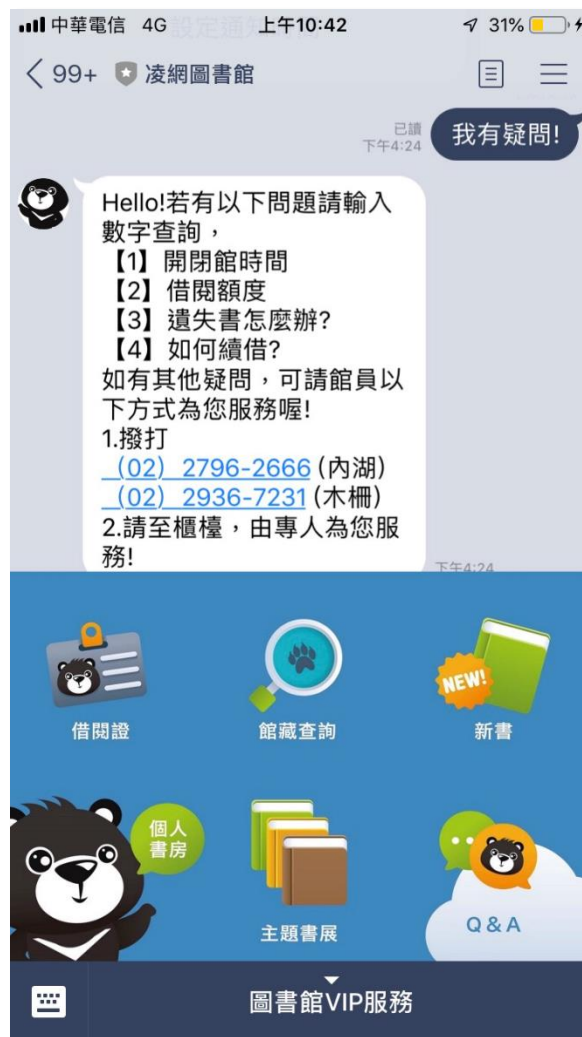 中華電信 4G 上午10:42 31%
99+ 凌網圖書館
已讀
下午4:24
我有疑問!
Hello!若有以下問題請輸入
數字查詢，
【1】開閉館時間
【2】借閱額度
【3】遺失書怎麼辦?
【4】如何續借?
如有其他疑問，可請館員以
下方式為您服務喔!
1.撥打
(02) 2796-2666 (內湖)
(02) 2936-7231 (木柵)
2.請至櫃檯，由專人為您服
務!
下午4:24
借閱證
館藏查詢
NEW!
新書
個人
書房
主題書展
Q & A
圖書館VIP服務